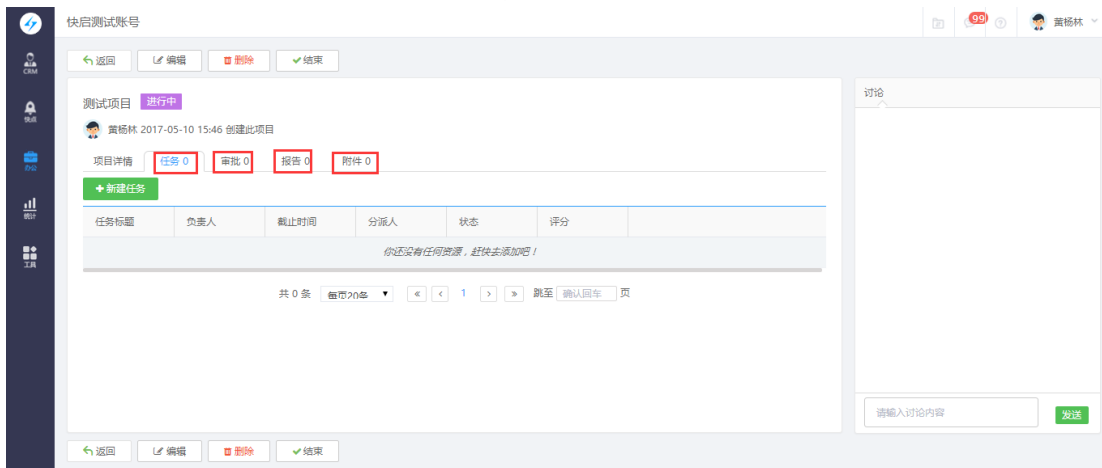 快启测试账号
99
黄杨林
CRM
快点
办公
统计
工具
返回 编辑 删除 结束
测试项目 进行中
黄杨林 2017-05-10 15:46 创建此项目
项目详情 任务 0 审批 0 报告 0 附件 0
新建任务
任务标题 负责人 截止时间 分派人 状态 评分
你还没有任何资源，赶快去添加吧！
共 0 条 每页20条 « ‹ 1 › » 跳至 确认回车 页
讨论
请输入讨论内容 发送
返回 编辑 删除 结束